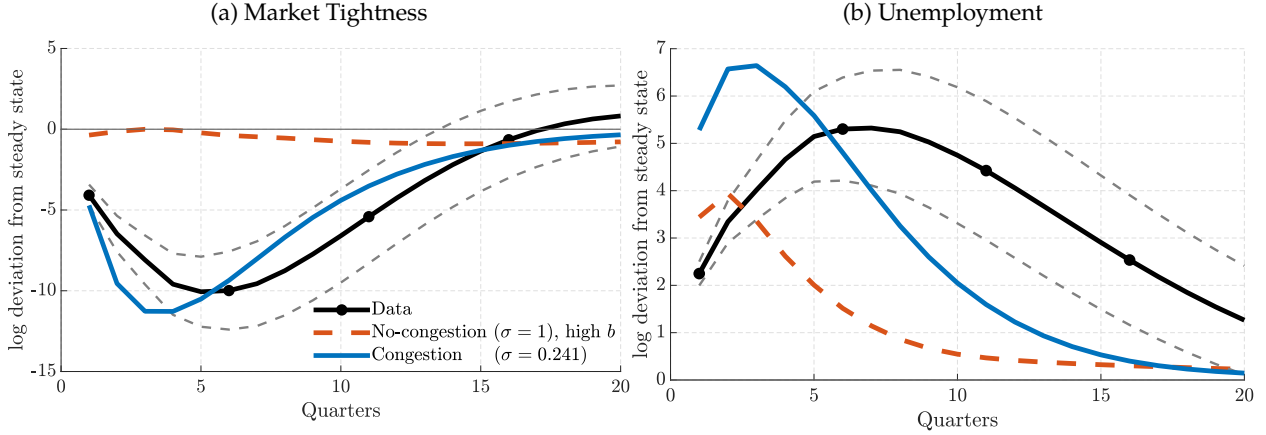 (a) Market Tightness
log deviation from steady state
5
0
-5
-10
-15
0
5
10
15
20
Quarters
Data
No-congestion (σ = 1), high b
Congestion (σ = 0.241)
(b) Unemployment
log deviation from steady state
7
6
5
4
3
2
1
0
0
5
10
15
20
Quarters